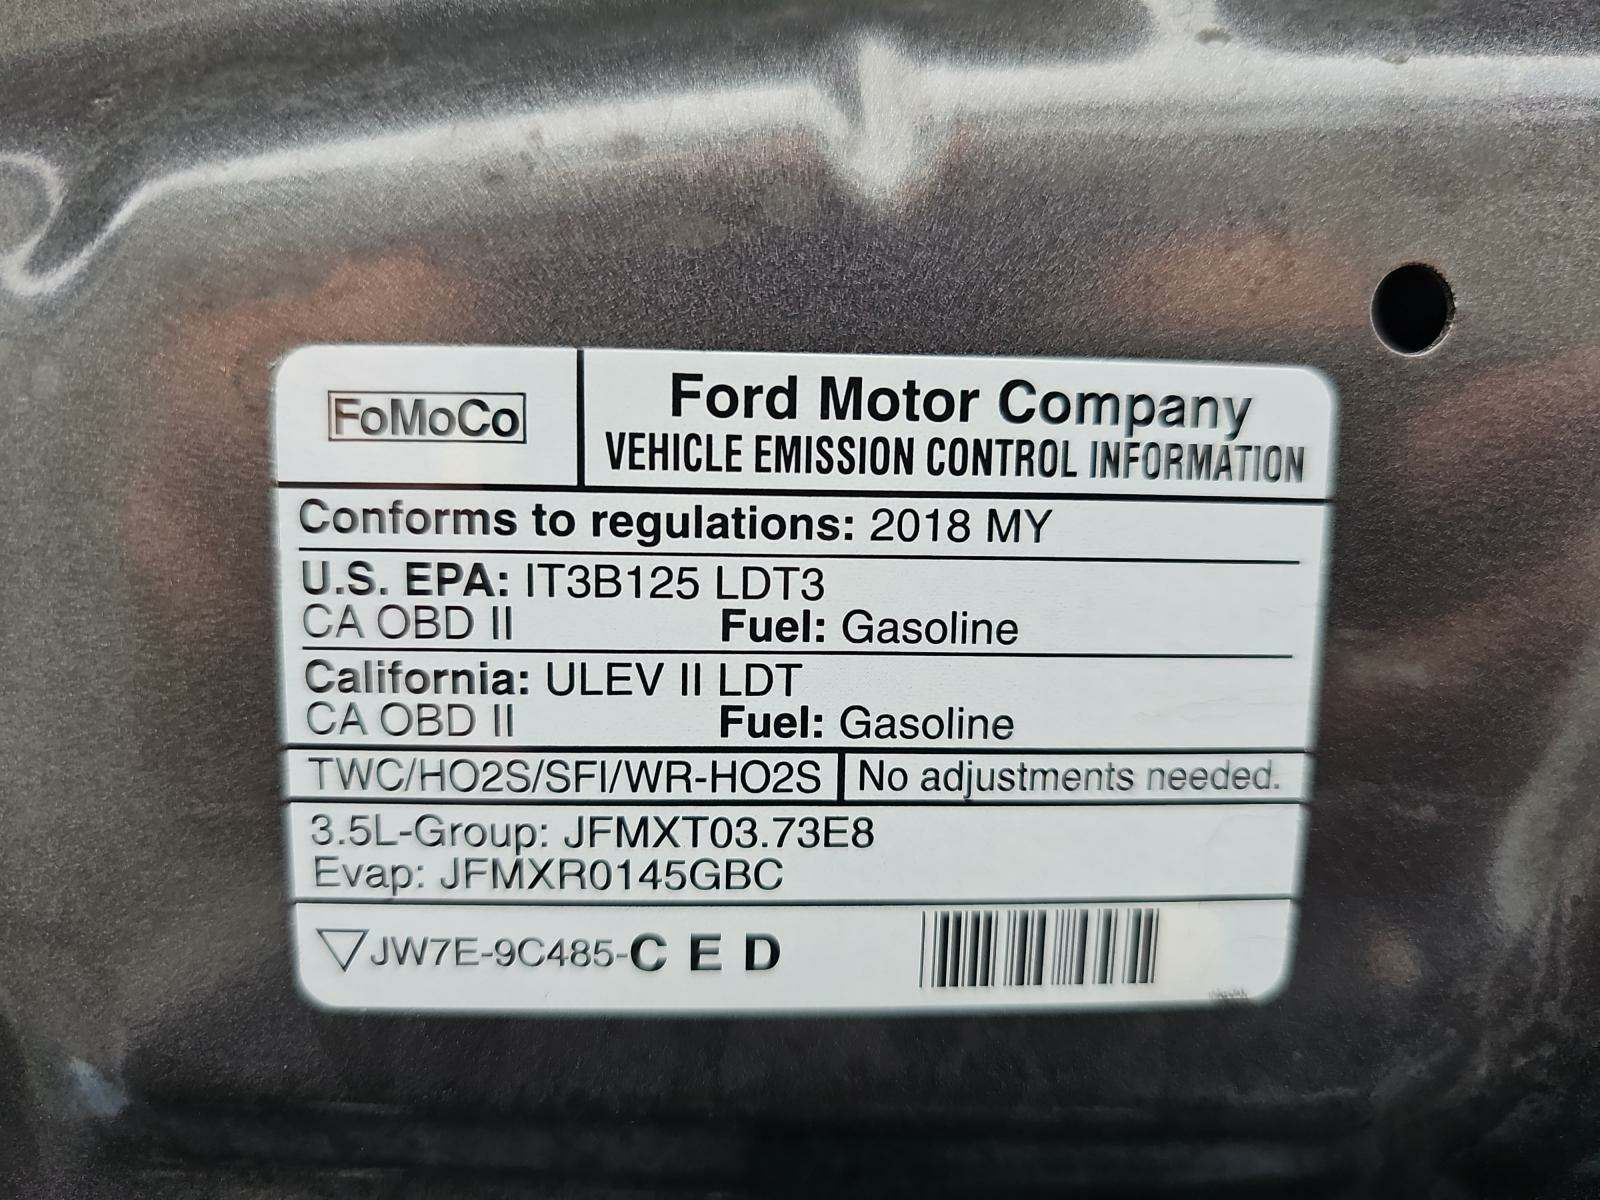 FoMoCo
Ford Motor Company
VEHICLE EMISSION CONTROL INFORMATION
Conforms to regulations: 2018 MY
U.S. EPA: IT3B125 LDT3
CA OBD II Fuel: Gasoline
California: ULEV II LDT
CA OBD II Fuel: Gasoline
TWC/HO2S/SFI/WR-HO2S No adjustments needed.
3.5L-Group: JFMXT03.73E8
Evap: JFMXR0145GBC
▽JW7E-9C485-C E D